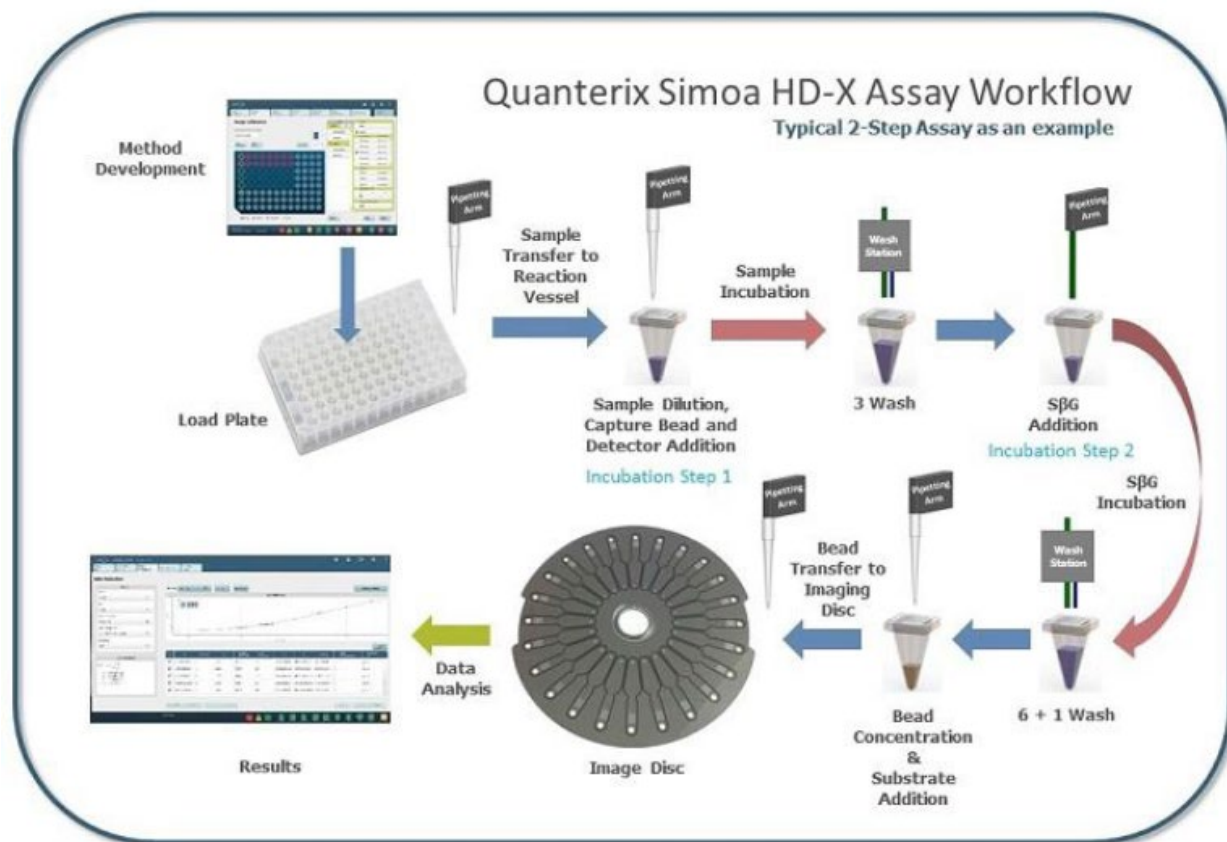 Quanterix Simoa HD-X Assay Workflow
Typical 2-Step Assay as an example
Method
Development
Pipetting
Arm
Sample
Transfer to
Reaction
Vessel
Pipetting
Arm
Sample
Incubation
Wash
Station
Pipetting
Arm
Load Plate
Sample Dilution,
Capture Bead and
Detector Addition
Incubation Step 1
3 Wash
SβG
Addition
Incubation Step 2
SβG
Incubation
Wash
Station
6 + 1 Wash
Pipetting
Arm
Bead
Concentration
&
Substrate
Addition
Bead
Transfer to
Imaging
Disc
Pipetting
Arm
Image Disc
Data
Analysis
Results